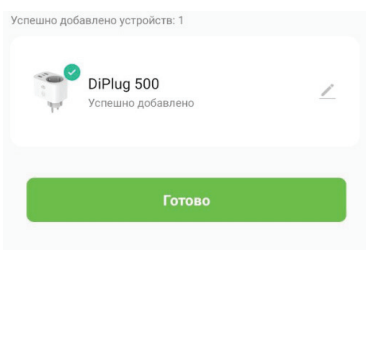 Успешно добавлено устройств: 1
DiPlug 500
Успешно добавлено
Готово